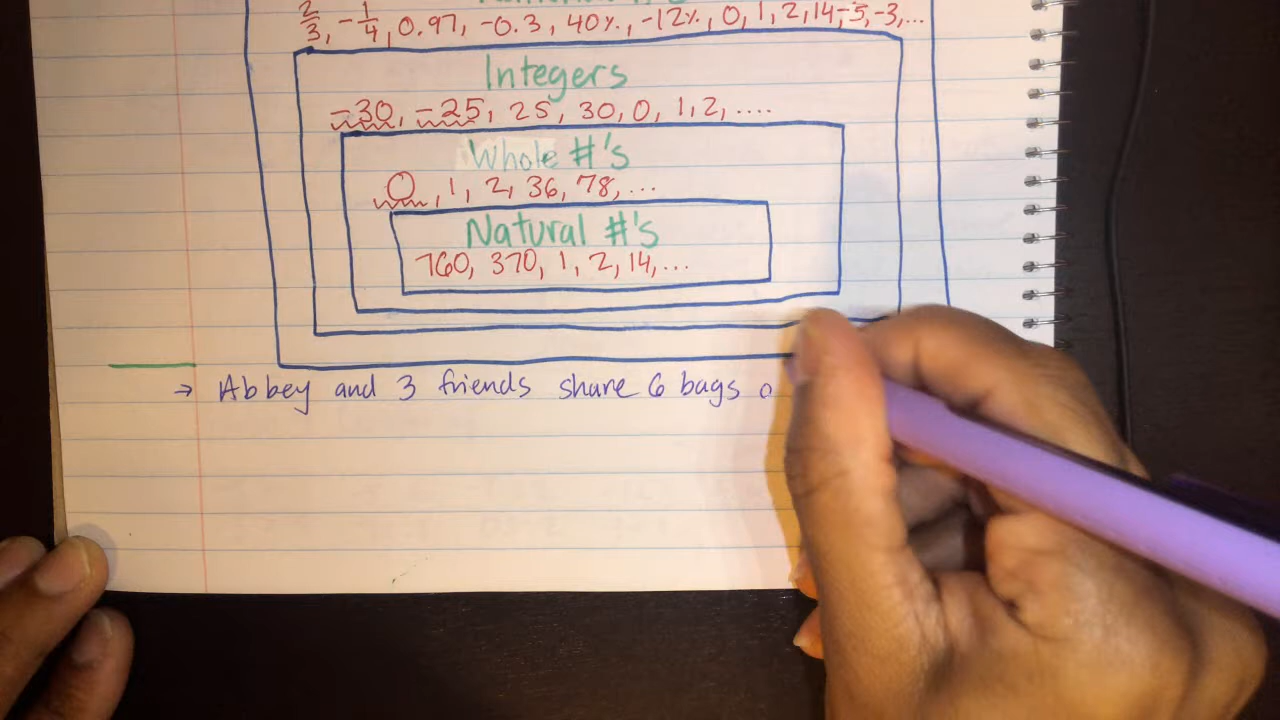 2/3, -1/4, 0.97, -0.3, 40%, -12%, 0, 1, 2, 14, -5, -3, ...
Integers
-30, -25, 25, 30, 0, 1, 2, ....
Whole #'s
0, 1, 2, 36, 78, ...
Natural #'s
760, 370, 1, 2, 14, ...
→ Abbey and 3 friends share 6 bags o